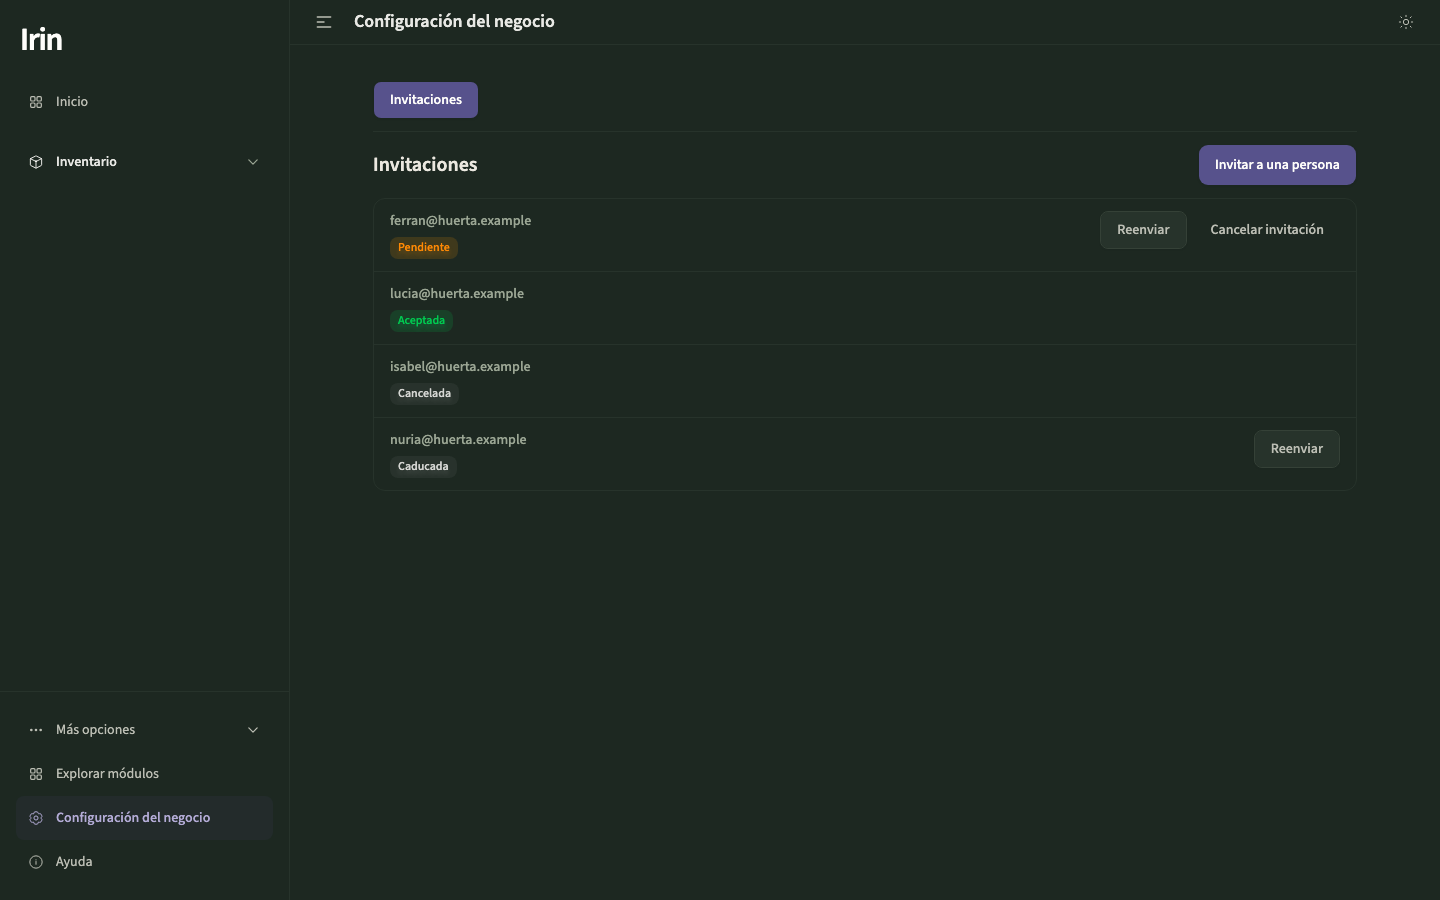 Irin
Inicio
Inventario
Más opciones
Explorar módulos
Configuración del negocio
Ayuda
Configuración del negocio
Invitaciones
Invitaciones
Invitar a una persona
ferran@huerta.example
Pendiente
Reenviar
Cancelar invitación
lucia@huerta.example
Aceptada
isabel@huerta.example
Cancelada
nuria@huerta.example
Caducada
Reenviar